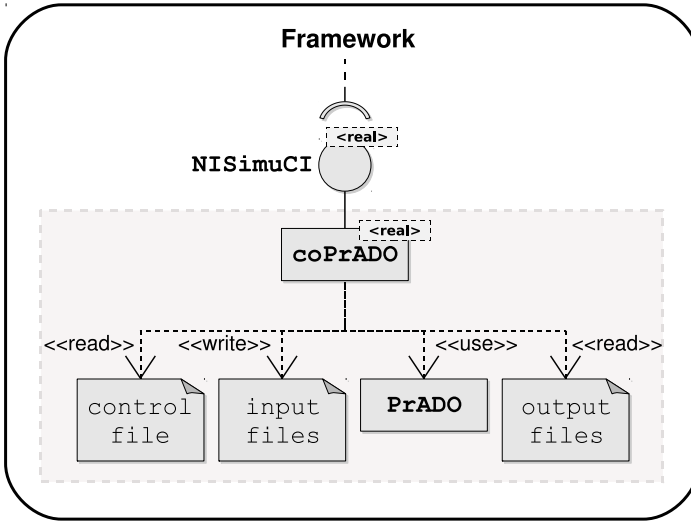 Framework
<real>
NISimuCI
<real>
coPrADO
<<read>> <<write>> <<use>> <<read>>
control input PrADO output
file files files